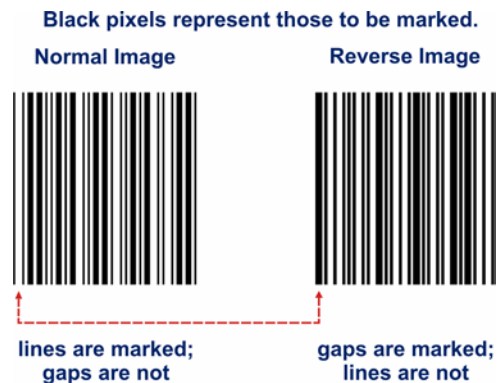 Black pixels represent those to be marked.
Normal Image
Reverse Image
lines are marked;
gaps are not
gaps are marked;
lines are not